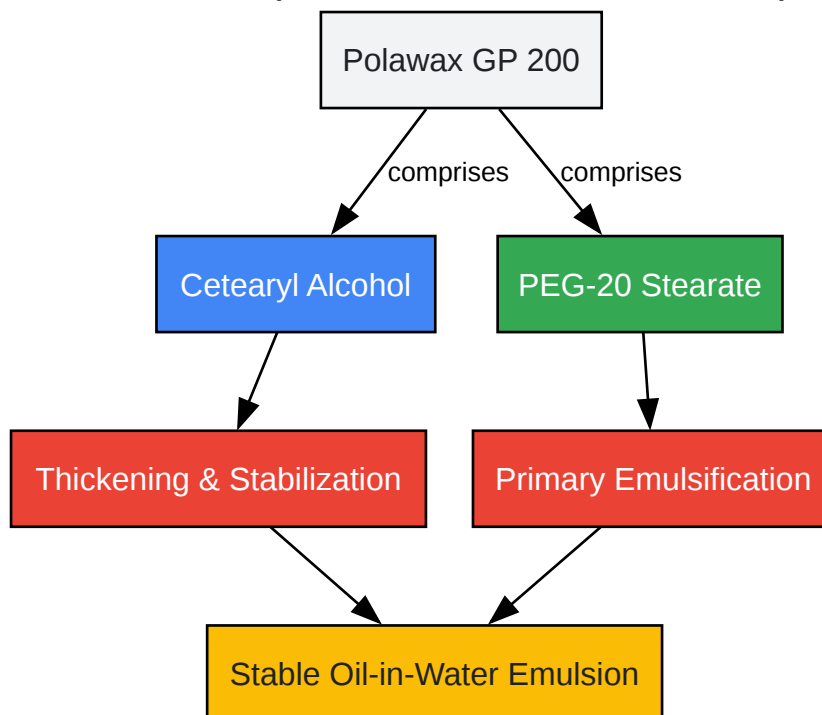 Polawax GP 200
comprises
comprises
Cetearyl Alcohol
PEG-20 Stearate
Thickening & Stabilization
Primary Emulsification
Stable Oil-in-Water Emulsion